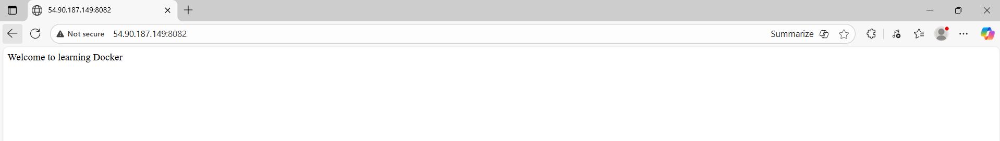 54.90.187.149:8082
Not secure 54.90.187.149:8082 Summarize
Welcome to learning Docker